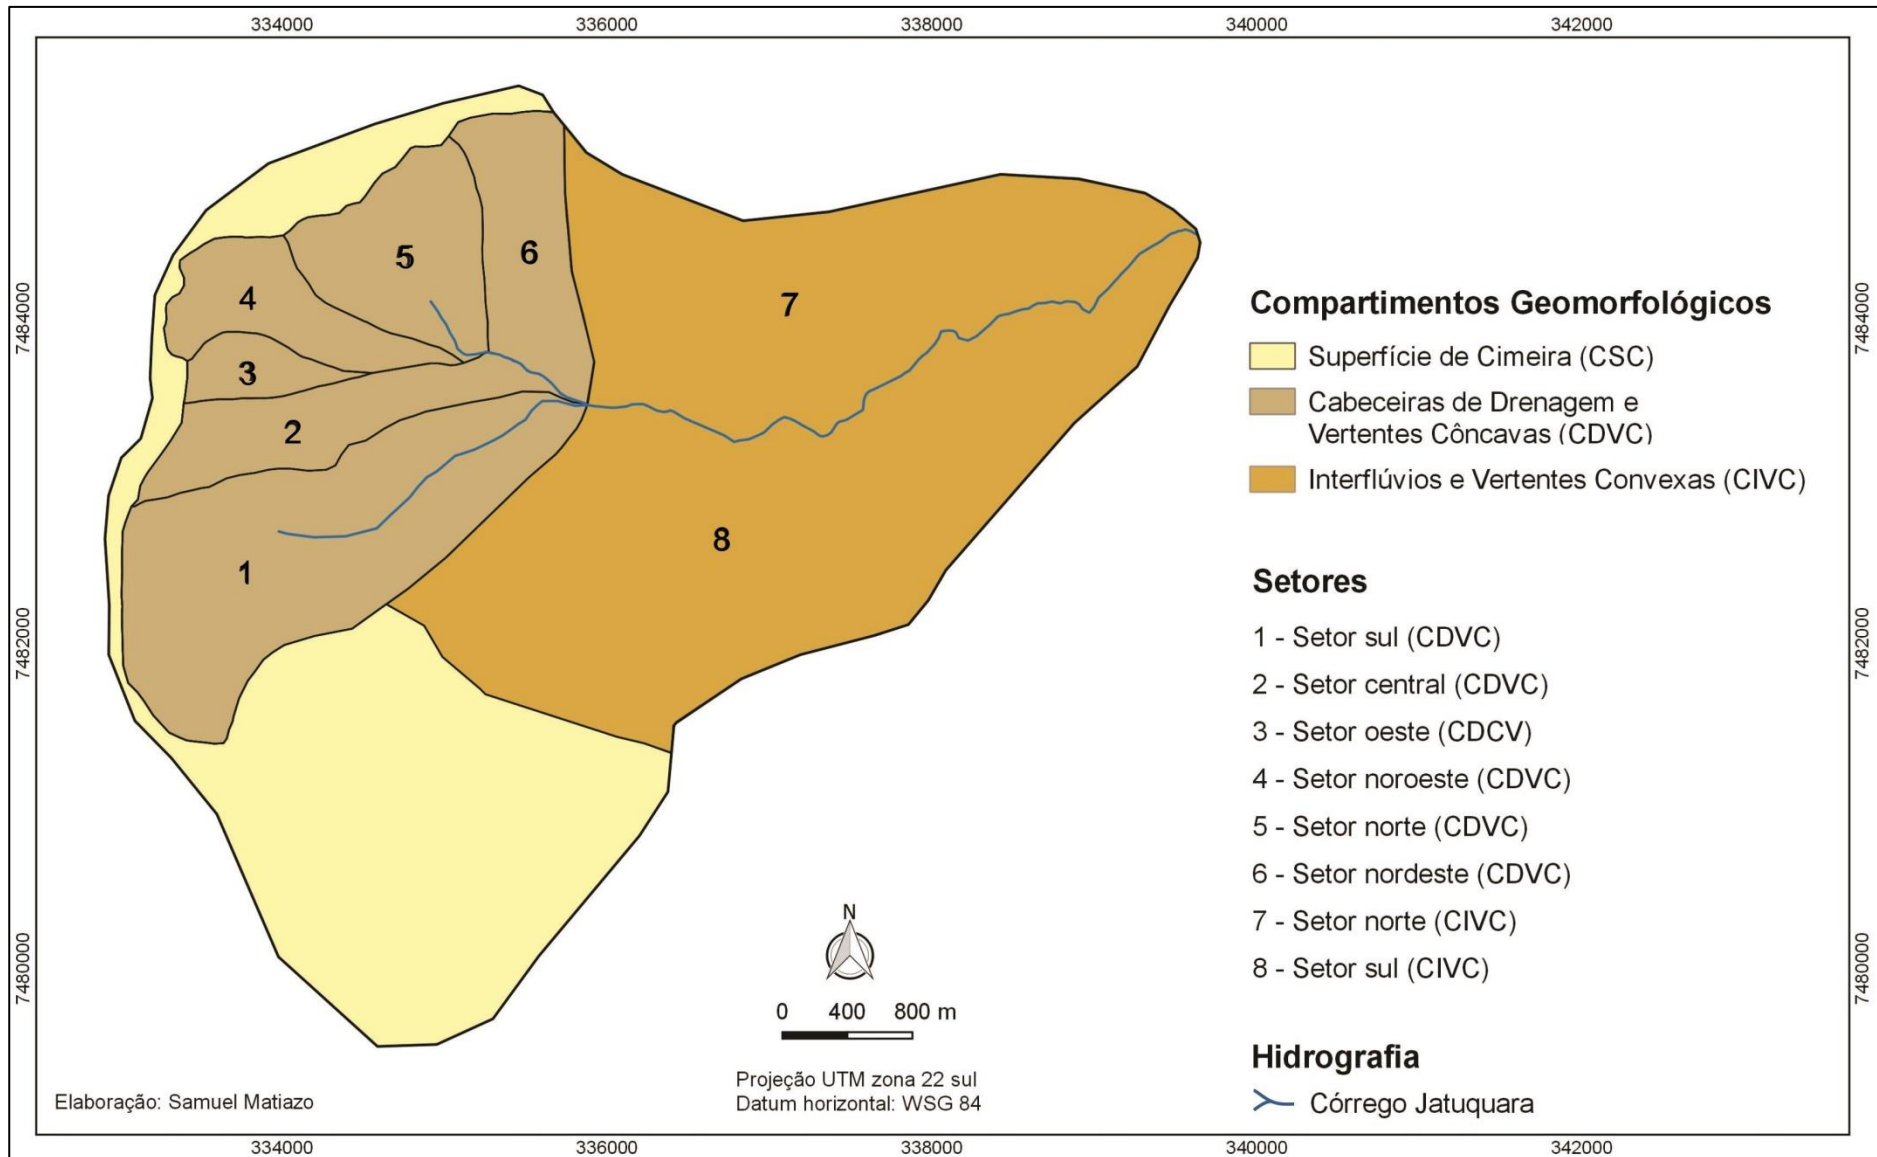 334000 336000 338000 340000 342000
7484000
7482000
7480000
1
2
3
4
5
6
7
8
Compartimentos Geomorfológicos
Superfície de Cimeira (CSC)
Cabeceiras de Drenagem e
Vertentes Côncavas (CDVC)
Interflúvios e Vertentes Convexas (CIVC)
Setores
1 - Setor sul (CDVC)
2 - Setor central (CDVC)
3 - Setor oeste (CDCV)
4 - Setor noroeste (CDVC)
5 - Setor norte (CDVC)
6 - Setor nordeste (CDVC)
7 - Setor norte (CIVC)
8 - Setor sul (CIVC)
Hidrografia
Córrego Jatuquara
N
0 400 800 m
Projeção UTM zona 22 sul
Datum horizontal: WSG 84
Elaboração: Samuel Matiazo
7484000
7482000
7480000
334000 336000 338000 340000 342000